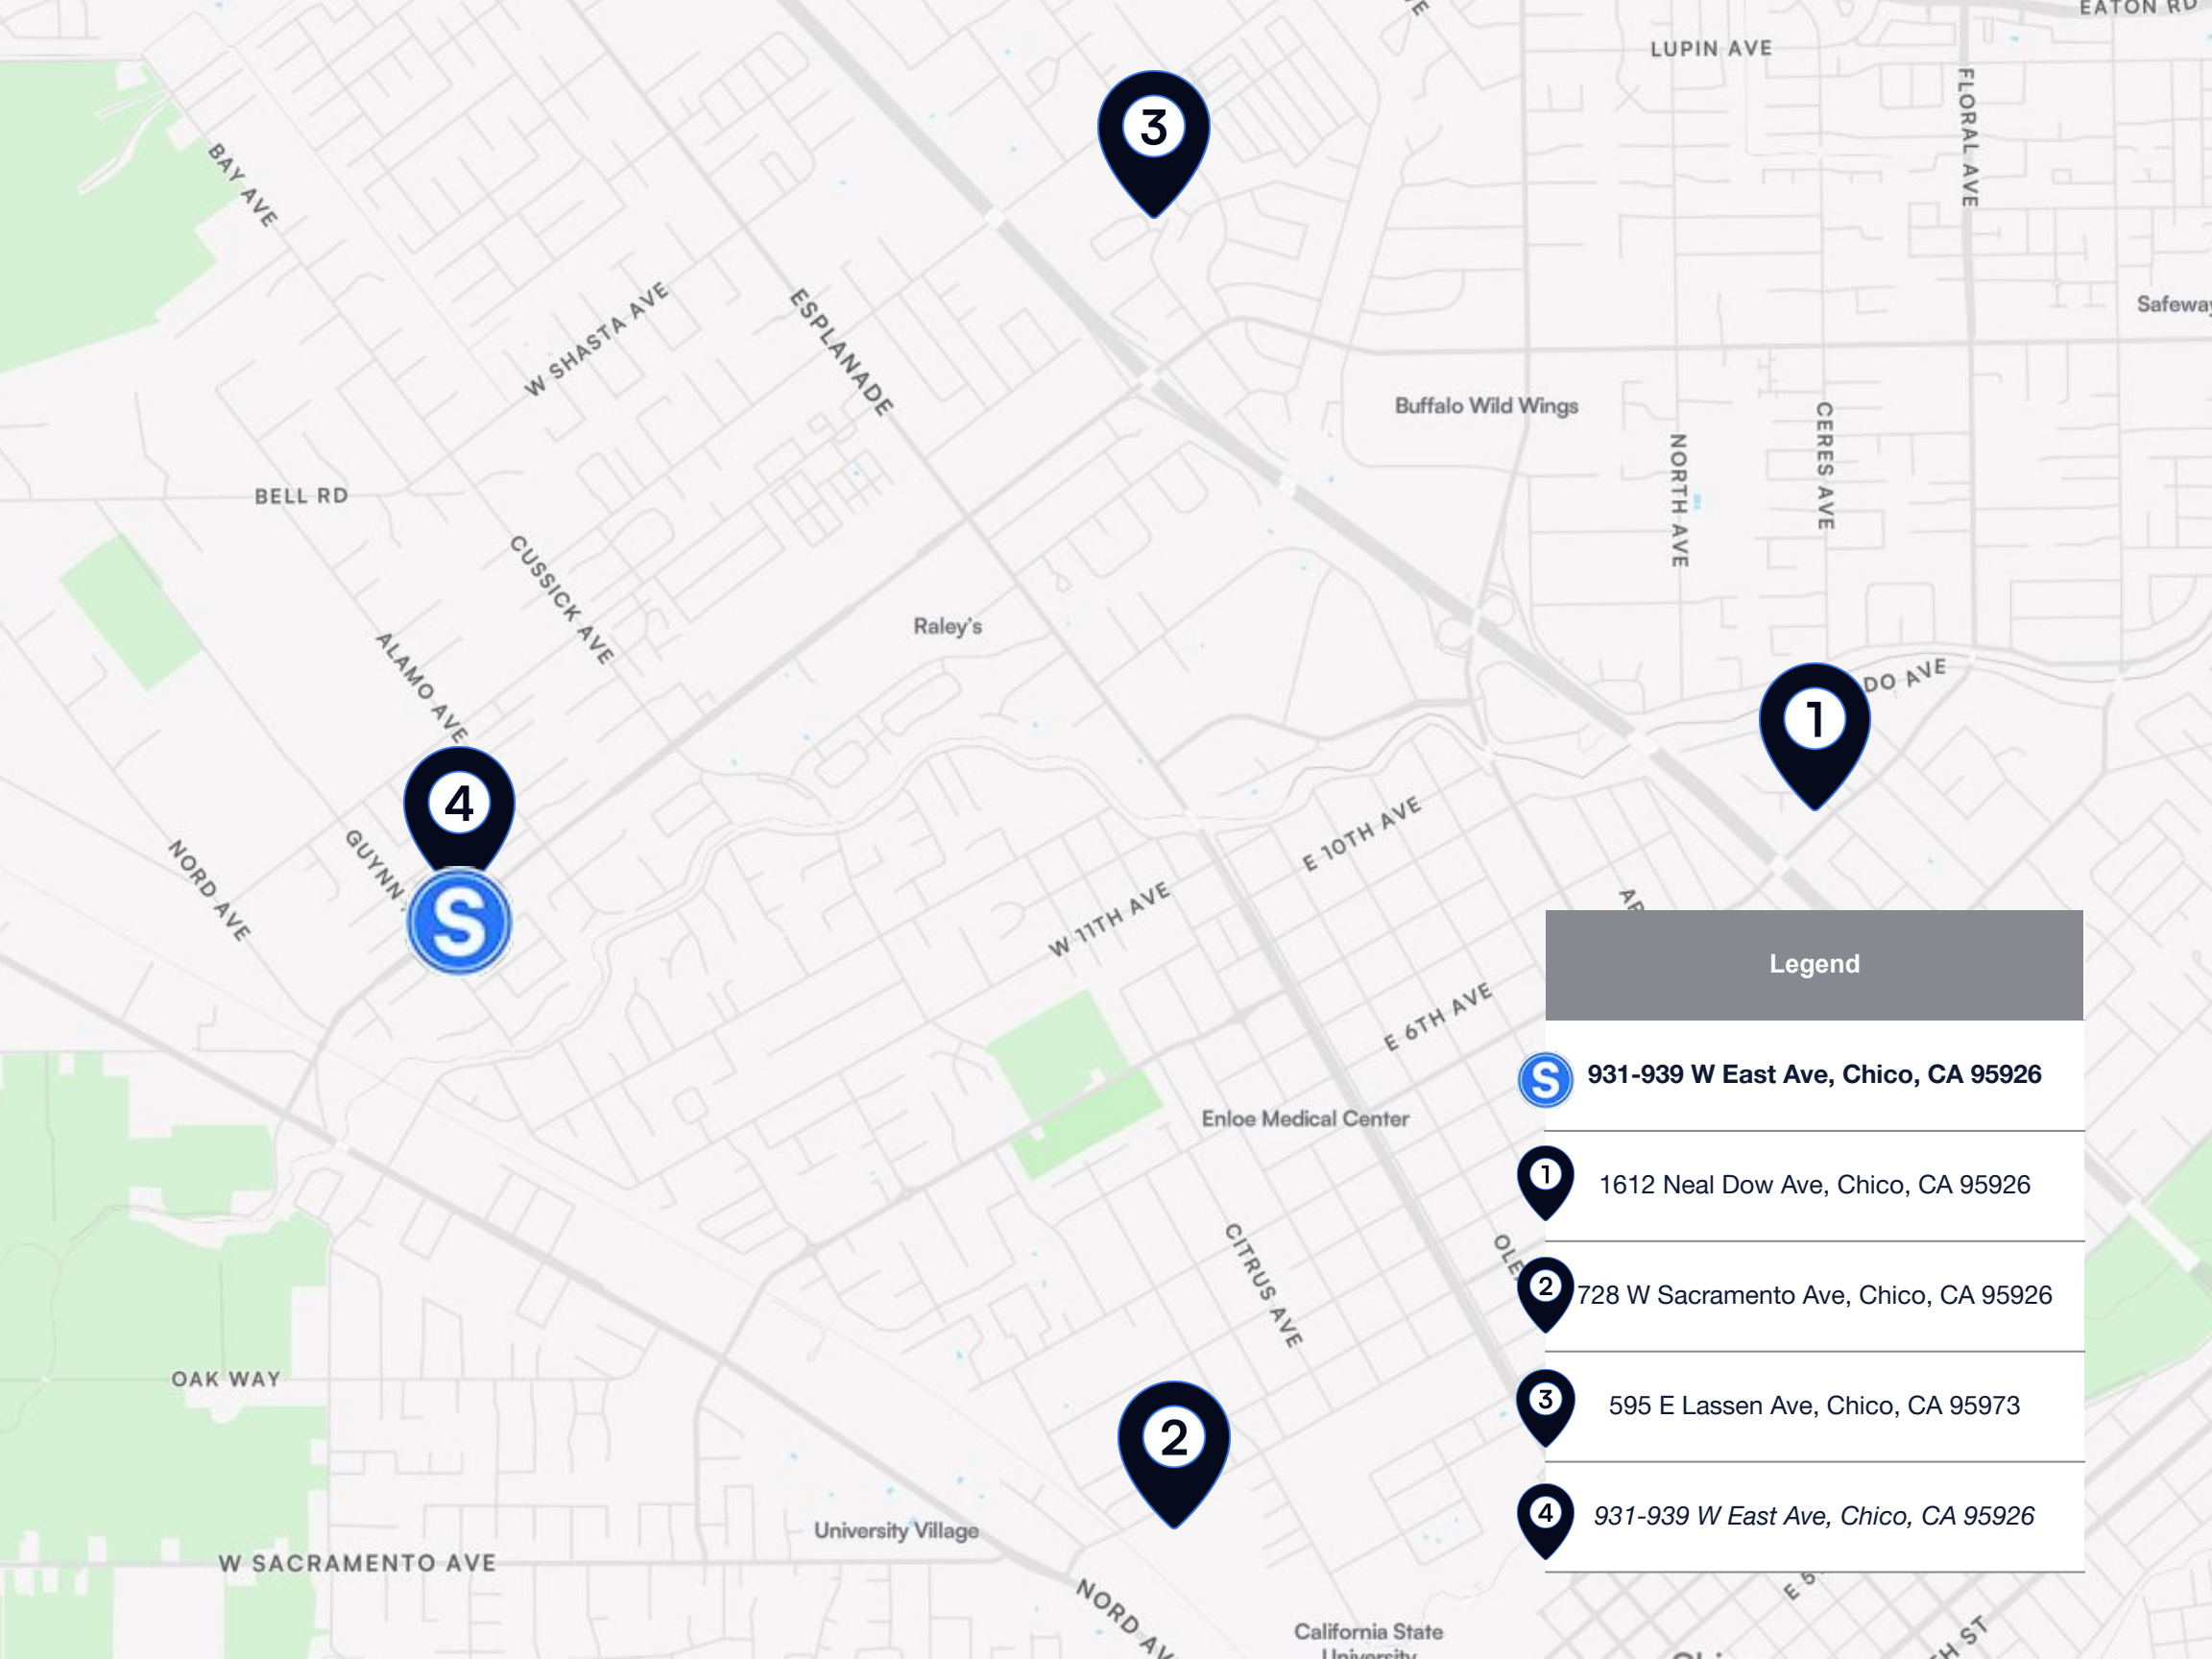 EATON RD
LUPIN AVE
FLORAL AVE
3
BAY AVE
Safeway
W SHASTA AVE
ESPLANADE
Buffalo Wild Wings
CERES AVE
NORTH AVE
BELL RD
CUSSICK AVE
Raley's
ALAMO AVE
DO AVE
1
4
E 10TH AVE
GUYNN
NORD AVE
W 11TH AVE
S
E 6TH AVE
Legend
S 931-939 W East Ave, Chico, CA 95926
Enloe Medical Center
1 1612 Neal Dow Ave, Chico, CA 95926
CITRUS AVE
2 728 W Sacramento Ave, Chico, CA 95926
OAK WAY
3 595 E Lassen Ave, Chico, CA 95973
2
4 931-939 W East Ave, Chico, CA 95926
University Village
W SACRAMENTO AVE
NORD AV
California State
University